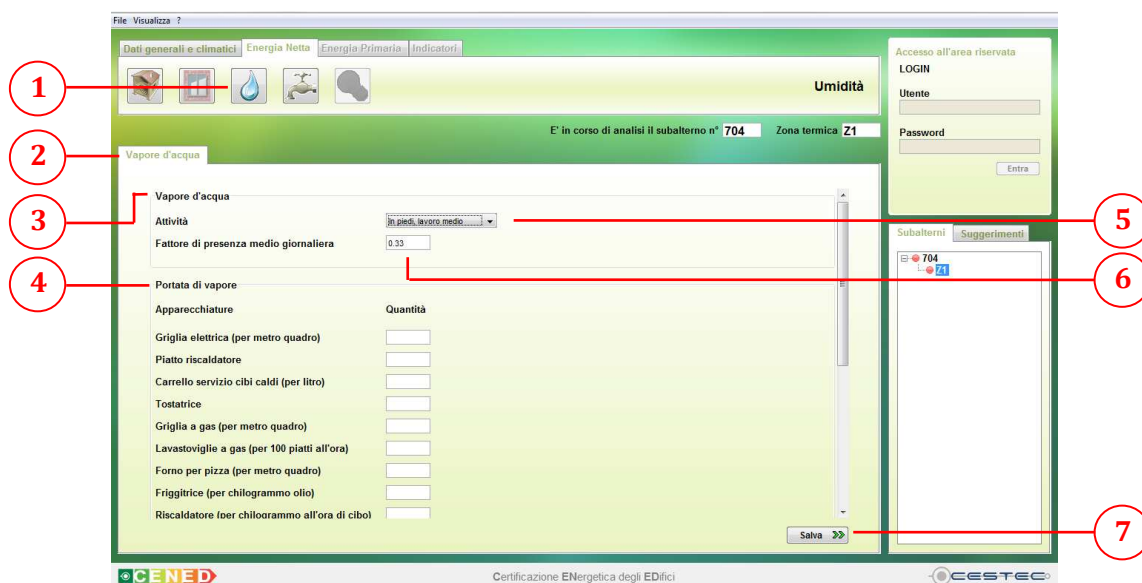 File Visualizza ?
Dati generali e climatici Energia Netta Energia Primaria Indicatori
Umidità
E' in corso di analisi il subalterno n° 704 Zona termica Z1
Vapore d'acqua
Vapore d'acqua
Attività In piedi, lavoro medio
Fattore di presenza medio giornaliera 0.33
Portata di vapore
Apparecchiature Quantità
Griglia elettrica (per metro quadro)
Piatto riscaldatore
Carrello servizio cibi caldi (per litro)
Tostatrice
Griglia a gas (per metro quadro)
Lavastoviglie a gas (per 100 piatti all'ora)
Forno per pizza (per metro quadro)
Friggitrice (per chilogrammo olio)
Riscaldatore (per chilogrammo all'ora di cibo)
Salva
Accesso all'area riservata
LOGIN
Utente
Password
Entra
Subalterni Suggerimenti
704
Z1
CENED
Certificazione ENergetica degli EDifici
CESTEC
1
2
3
4
5
6
7